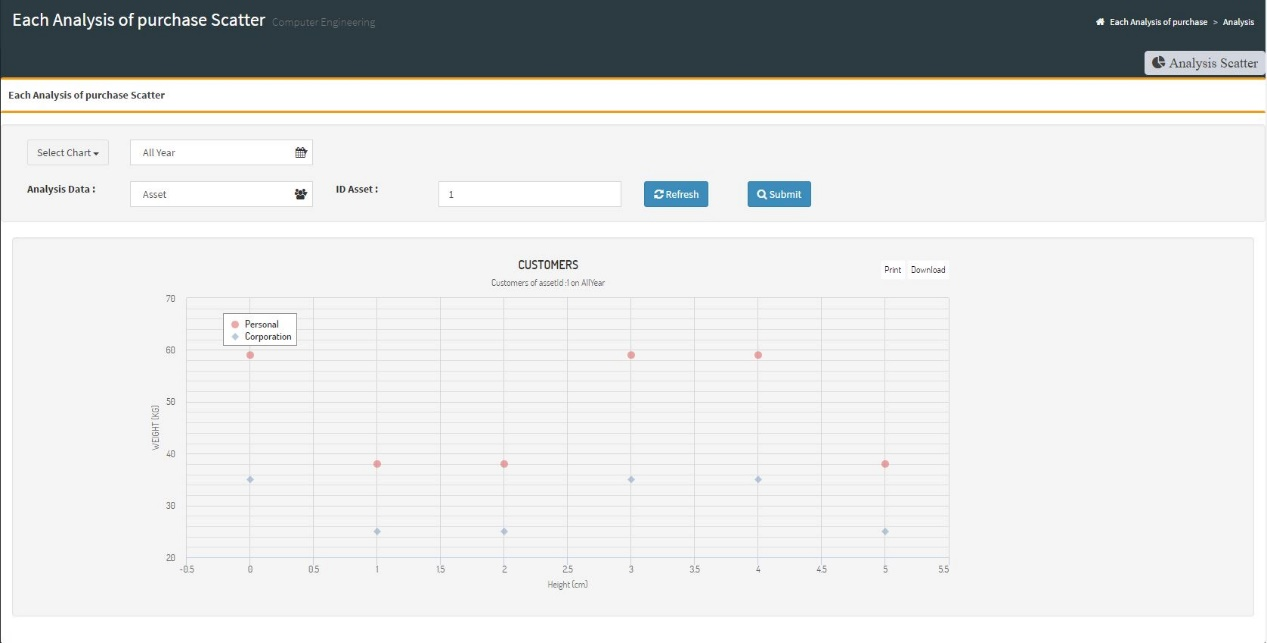 Each Analysis of purchase Scatter Computer Engineering
Each Analysis of purchase > Analysis
Analysis Scatter
Each Analysis of purchase Scatter
Select Chart All Year
Analysis Data : Asset ID Asset : 1 Refresh Submit
CUSTOMERS
Print Download
Customers of assetId :1 on AllYear
70
Personal
Corporation
60
50
WEIGHT (KG)
40
30
20
-0.5 0 0.5 1 1.5 2 2.5 3 3.5 4 4.5 5 5.5
Height (cm)